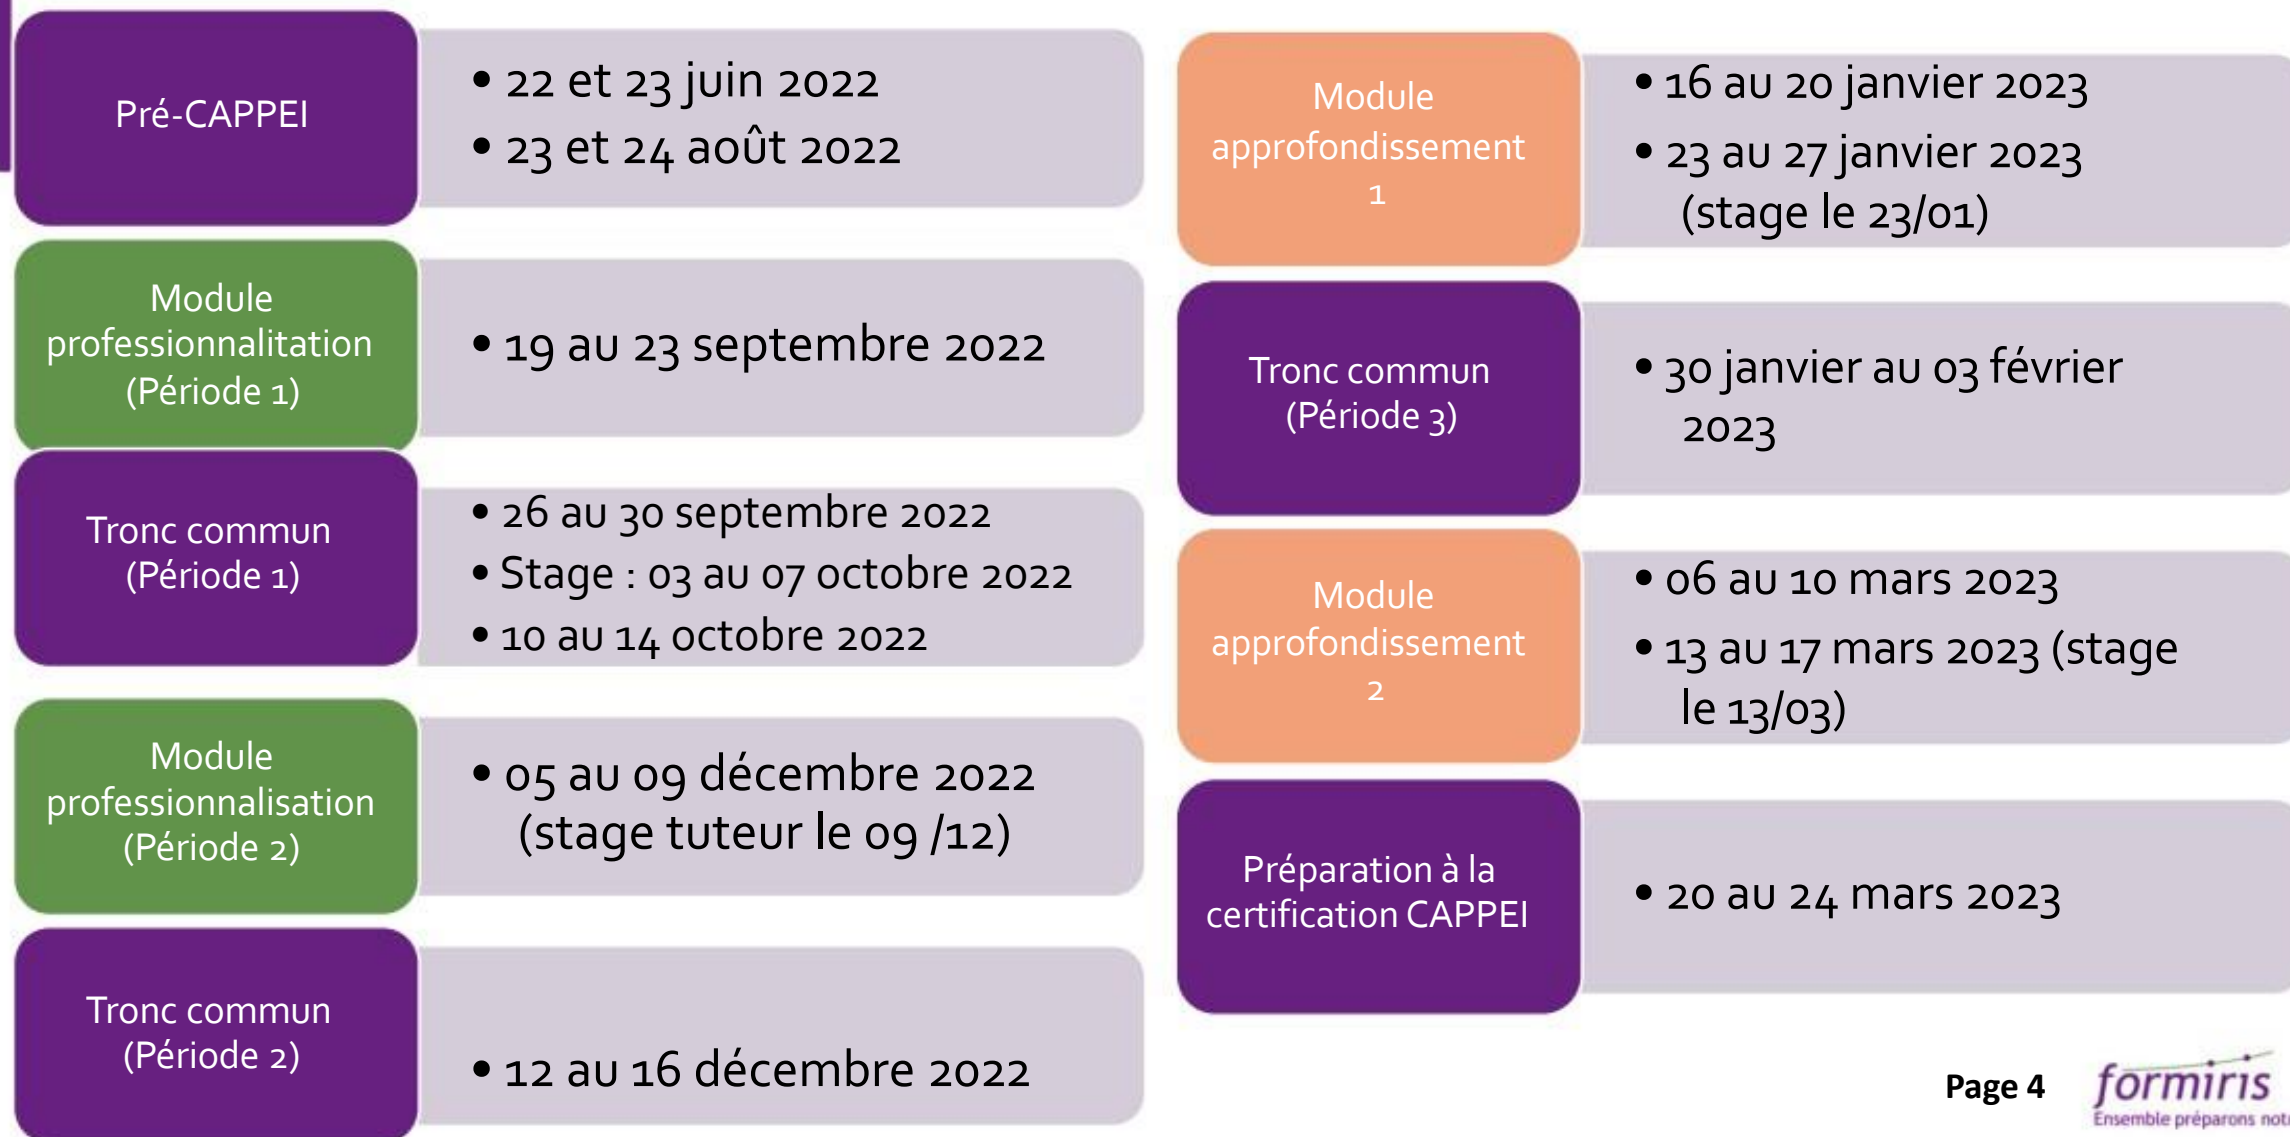 Pré-CAPPEI
• 22 et 23 juin 2022
• 23 et 24 août 2022
Module
professionnalitation
(Période 1)
• 19 au 23 septembre 2022
Tronc commun
(Période 1)
• 26 au 30 septembre 2022
• Stage : 03 au 07 octobre 2022
• 10 au 14 octobre 2022
Module
professionnalisation
(Période 2)
• 05 au 09 décembre 2022
(stage tuteur le 09 /12)
Tronc commun
(Période 2)
• 12 au 16 décembre 2022
Module
approfondissement
1
• 16 au 20 janvier 2023
• 23 au 27 janvier 2023
(stage le 23/01)
Tronc commun
(Période 3)
• 30 janvier au 03 février
2023
Module
approfondissement
2
• 06 au 10 mars 2023
• 13 au 17 mars 2023 (stage
le 13/03)
Préparation à la
certification CAPPEI
• 20 au 24 mars 2023
Page 4
formiris
Ensemble préparons